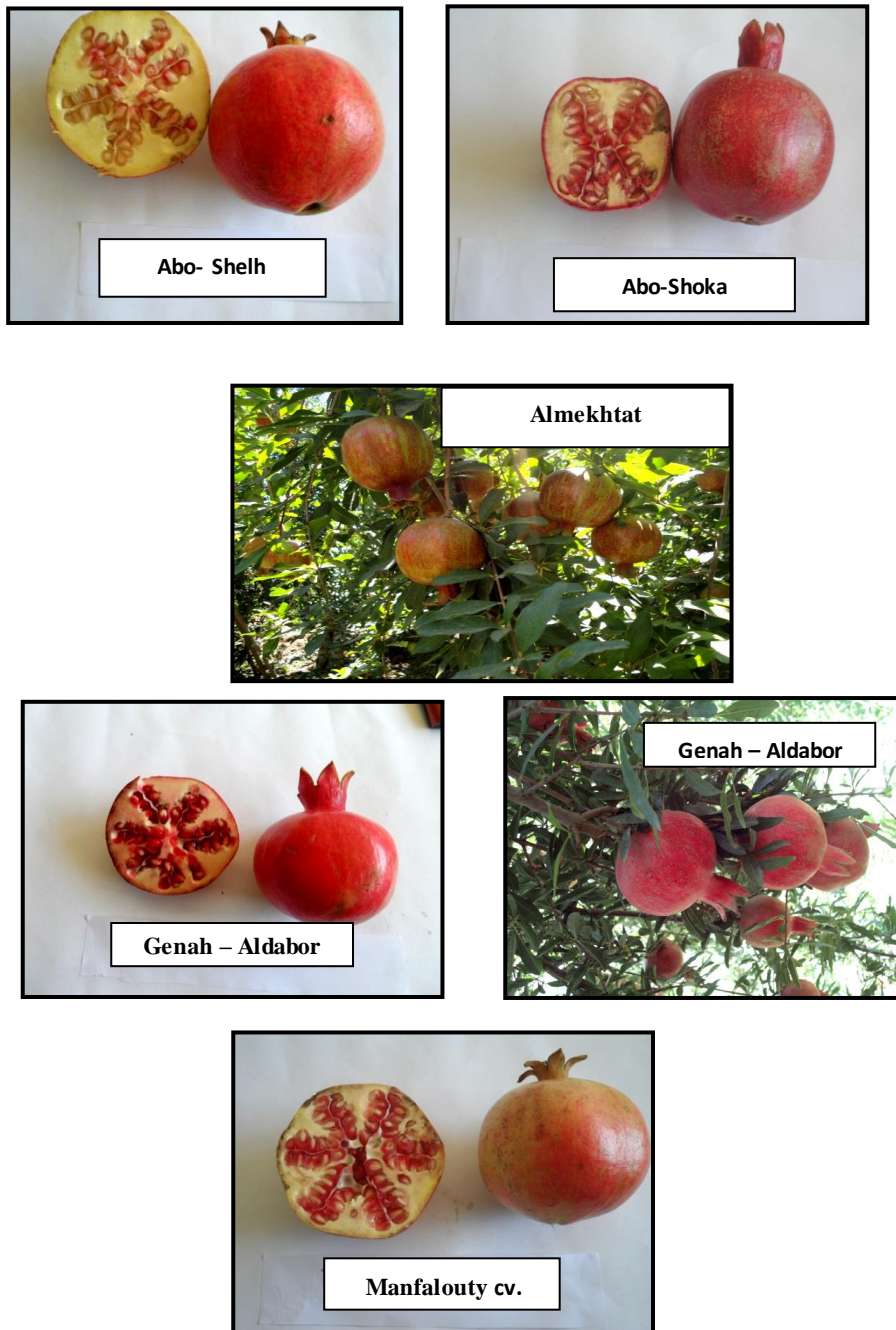 Abo- Shelh
Abo-Shoka
Almekhtat
Genah – Aldabor
Genah – Aldabor
Manfalouty cv.